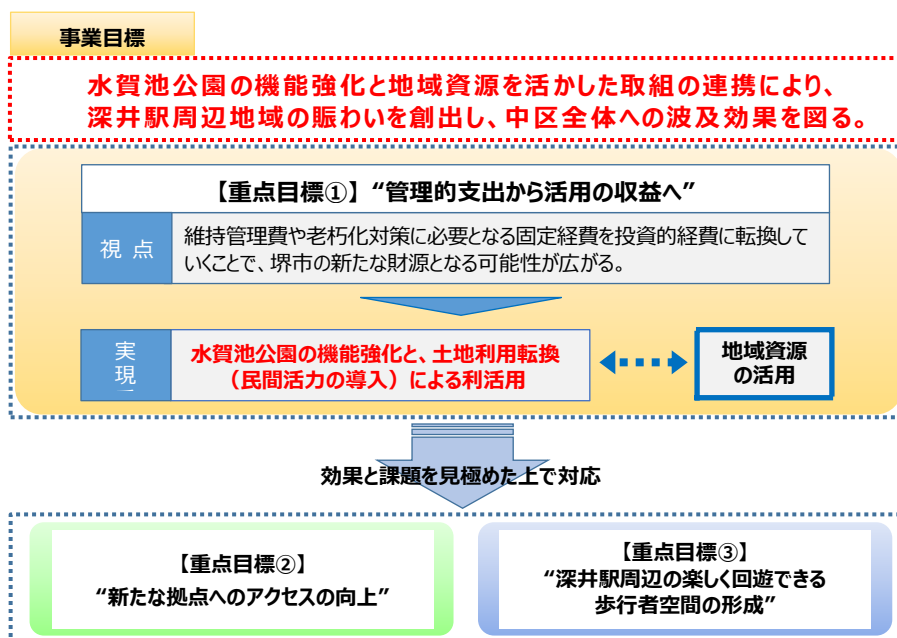 事業目標
水賀池公園の機能強化と地域資源を活かした取組の連携により、
深井駅周辺地域の賑わいを創出し、中区全体への波及効果を図る。
【重点目標①】“管理的支出から活用の収益へ”
視 点
維持管理費や老朽化対策に必要となる固定経費を投資的経費に転換して
いくことで、堺市の新たな財源となる可能性が広がる。
実
現
水賀池公園の機能強化と、土地利用転換
（民間活力の導入）による利活用
地域資源
の活用
効果と課題を見極めた上で対応
【重点目標②】
“新たな拠点へのアクセスの向上”
【重点目標③】
“深井駅周辺の楽しく回遊できる
歩行者空間の形成”